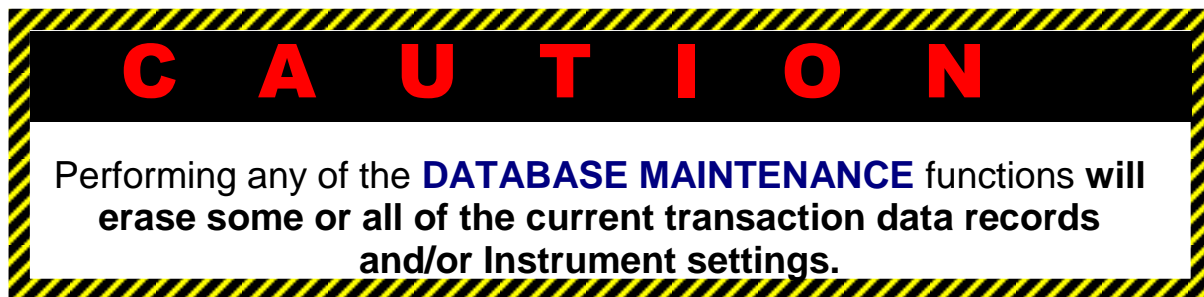 C A U T I O N
Performing any of the DATABASE MAINTENANCE functions will
erase some or all of the current transaction data records
and/or Instrument settings.